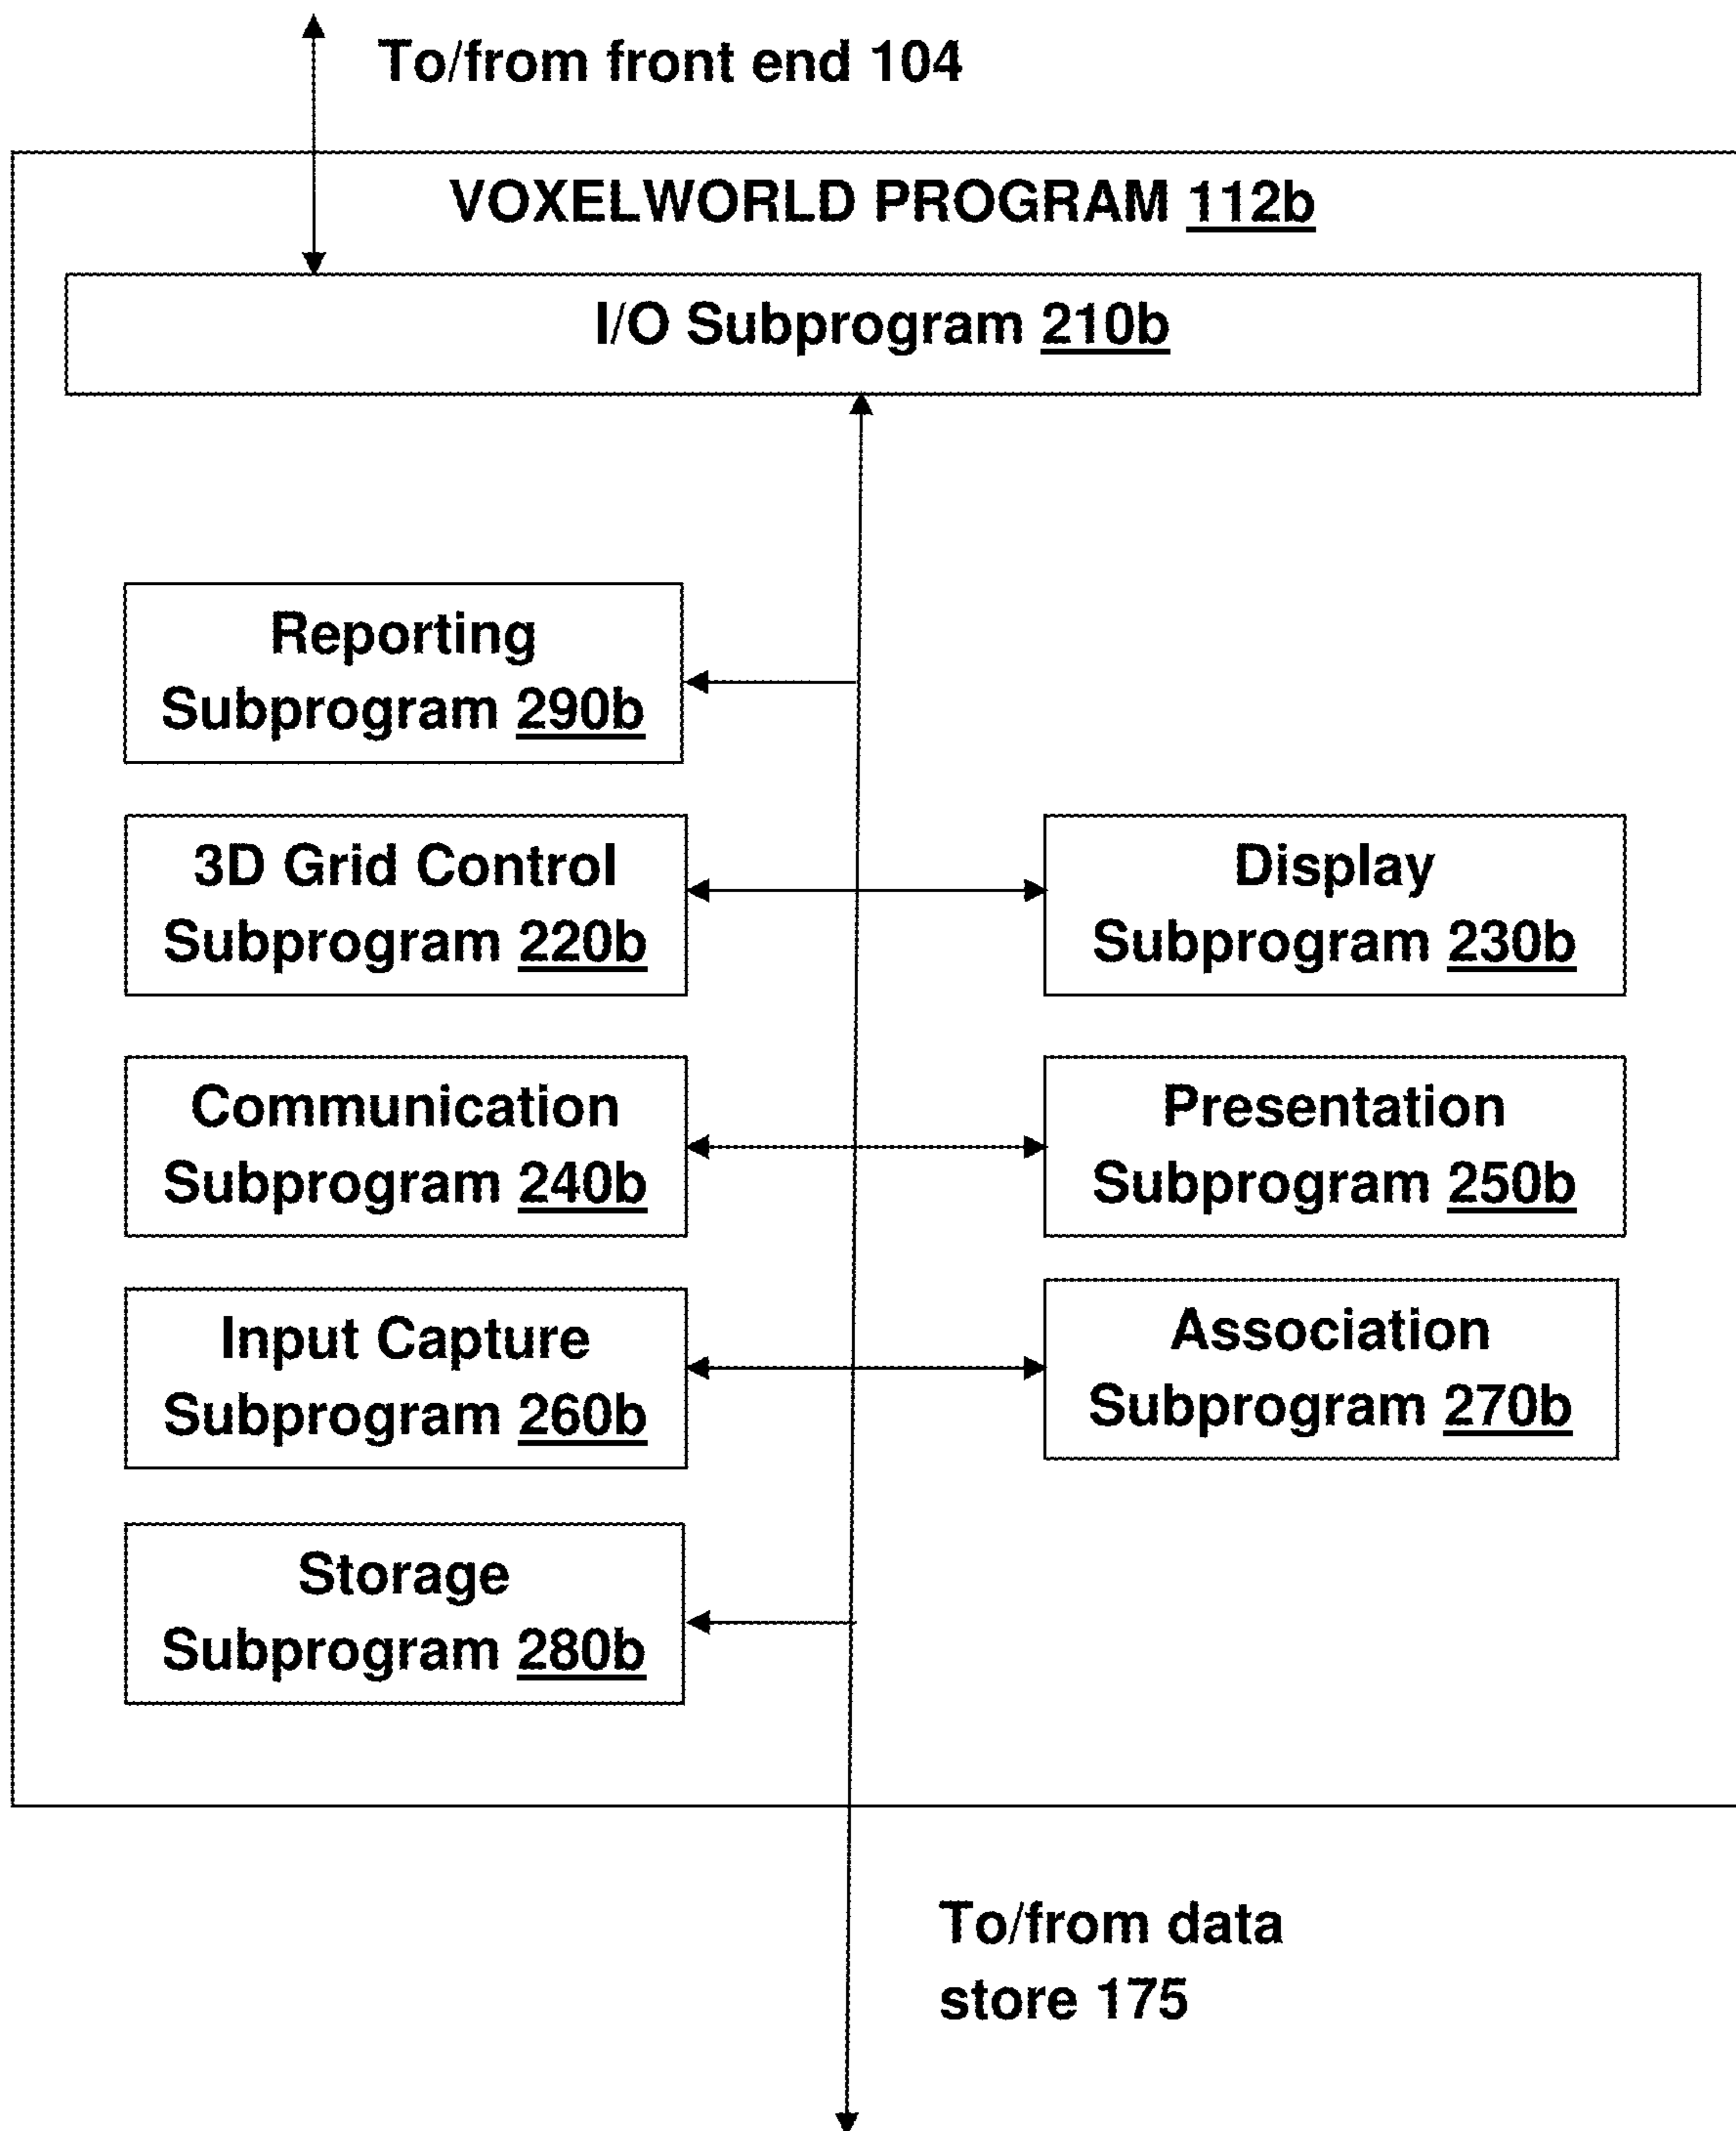 To/from front end 104
VOXELWORLD PROGRAM 112b
I/O Subprogram 210b
Reporting
Subprogram 290b
3D Grid Control
Subprogram 220b
Display
Subprogram 230b
Communication
Subprogram 240b
Presentation
Subprogram 250b
Input Capture
Subprogram 260b
Association
Subprogram 270b
Storage
Subprogram 280b
To/from data
store 175